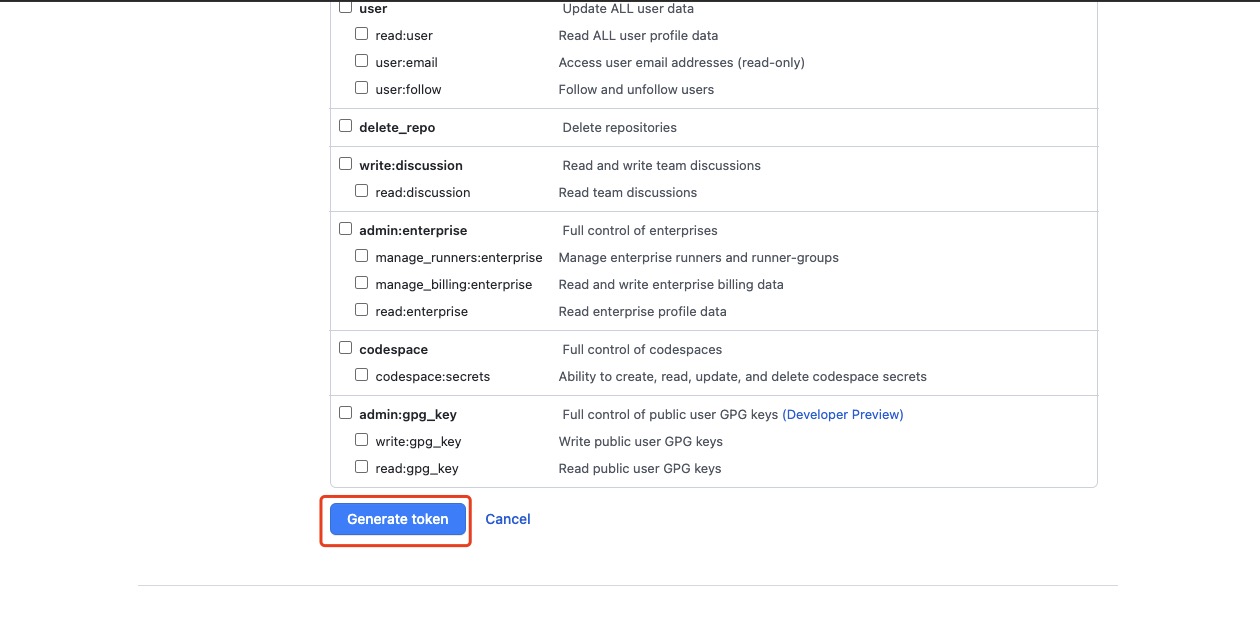 user Update ALL user data
read:user Read ALL user profile data
user:email Access user email addresses (read-only)
user:follow Follow and unfollow users
delete_repo Delete repositories
write:discussion Read and write team discussions
read:discussion Read team discussions
admin:enterprise Full control of enterprises
manage_runners:enterprise Manage enterprise runners and runner-groups
manage_billing:enterprise Read and write enterprise billing data
read:enterprise Read enterprise profile data
codespace Full control of codespaces
codespace:secrets Ability to create, read, update, and delete codespace secrets
admin:gpg_key Full control of public user GPG keys (Developer Preview)
write:gpg_key Write public user GPG keys
read:gpg_key Read public user GPG keys
Generate token Cancel